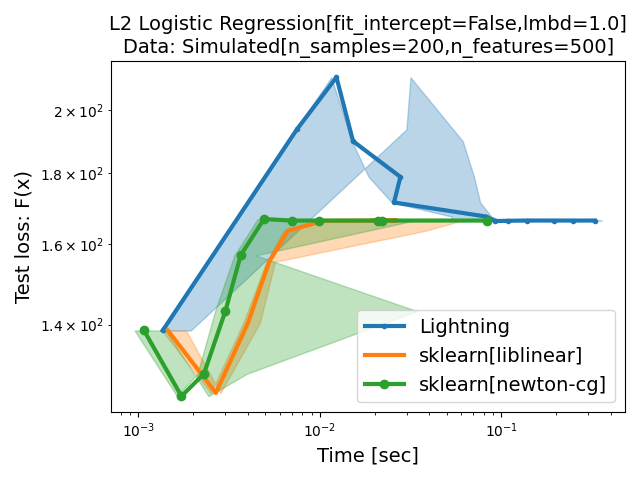 L2 Logistic Regression[fit_intercept=False,lmbd=1.0]
Data: Simulated[n_samples=200,n_features=500]
Test loss: F(x)
2 × 10²
1.8 × 10²
1.6 × 10²
1.4 × 10²
Lightning
sklearn[liblinear]
sklearn[newton-cg]
10⁻³ 10⁻² 10⁻¹
Time [sec]